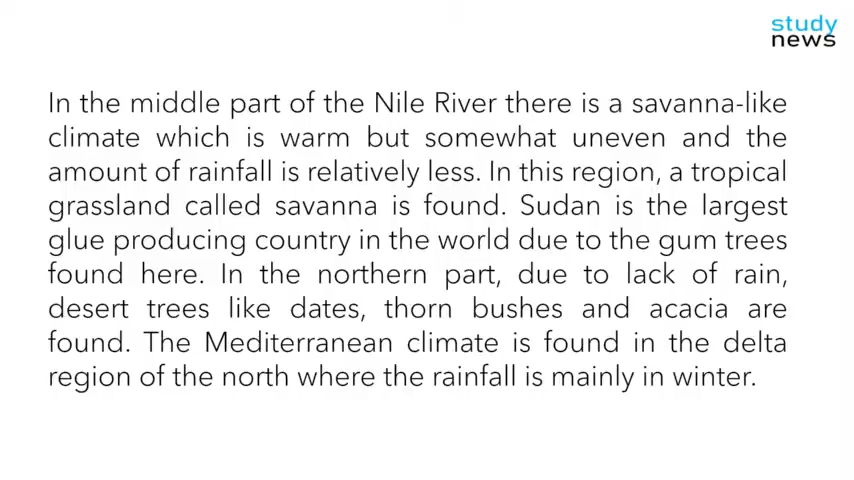 study
news
In the middle part of the Nile River there is a savanna-like
climate which is warm but somewhat uneven and the
amount of rainfall is relatively less. In this region, a tropical
grassland called savanna is found. Sudan is the largest
glue producing country in the world due to the gum trees
found here. In the northern part, due to lack of rain,
desert trees like dates, thorn bushes and acacia are
found. The Mediterranean climate is found in the delta
region of the north where the rainfall is mainly in winter.